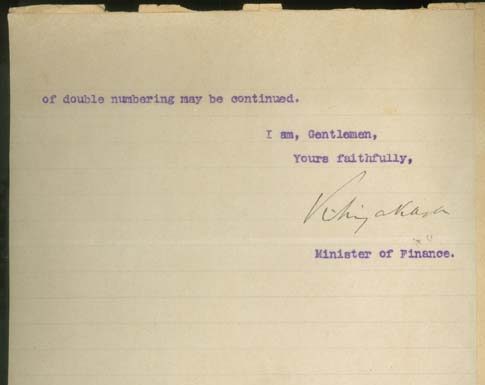 of double numbering may be continued.
I am, Gentlemen,
Yours faithfully,
Minister of Finance.